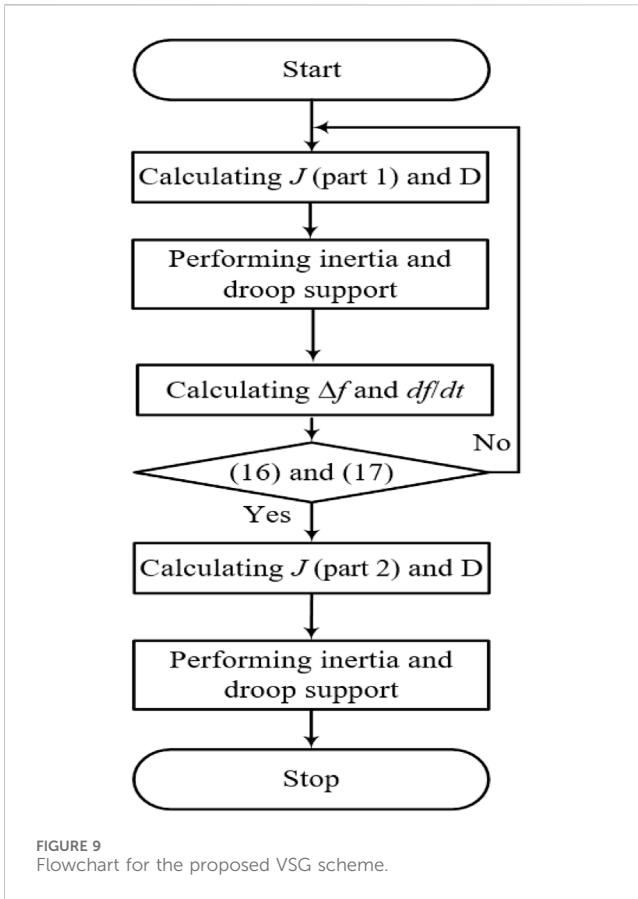 Start
Calculating J (part 1) and D
Performing inertia and
droop support
Calculating Δf and df/dt
No
(16) and (17)
Yes
Calculating J (part 2) and D
Performing inertia and
droop support
Stop
FIGURE 9
Flowchart for the proposed VSG scheme.